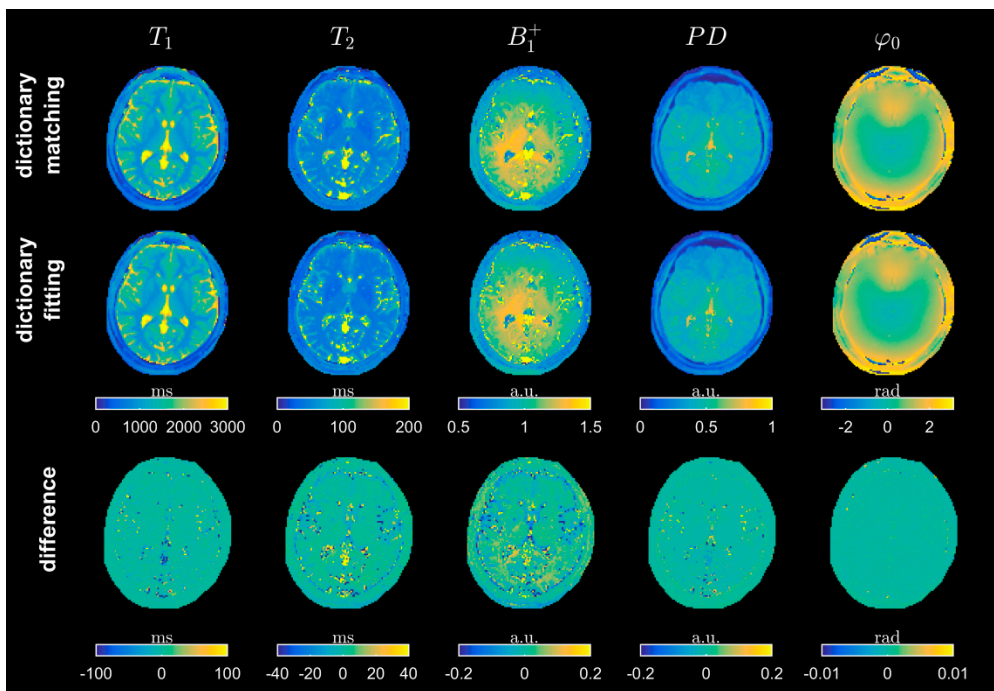 T₁ T₂ B₁⁺ PD φ₀
dictionary
matching
dictionary
fitting
ms ms a.u. a.u. rad
0 1000 2000 3000 0 100 200 0.5 1 1.5 0 0.5 1 -2 0 2
difference
ms ms a.u. a.u. rad
-100 0 100 -40 -20 0 20 40 -0.2 0 0.2 -0.2 0 0.2 -0.01 0 0.01